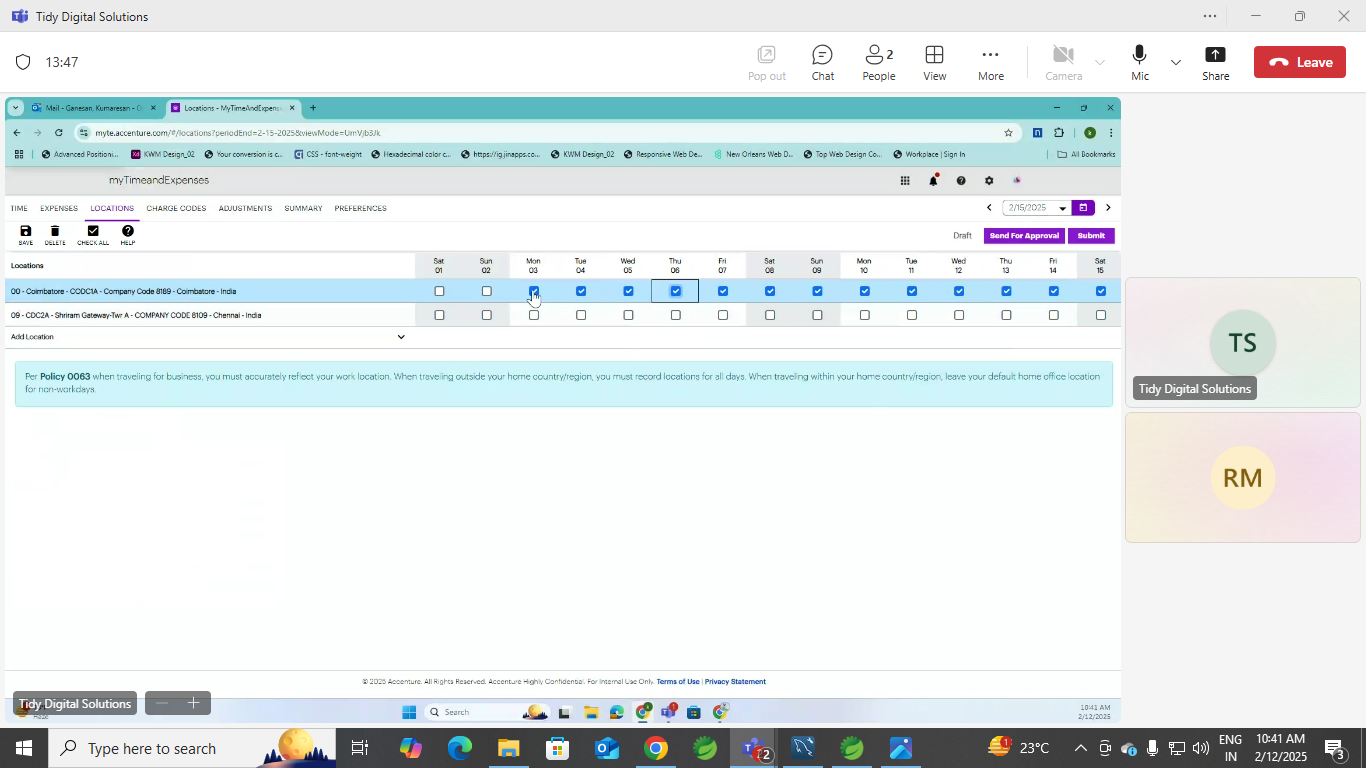 Tidy Digital Solutions
13:47
Pop out
Chat
2
People
View
More
Camera
Mic
Share
Leave
Mail - Ganesan, Kumaresan - O
Locations - MyTimeAndExpens
myte.accenture.com/#/locations?periodEnd=2-15-2025&viewMode=UmVjb3Jk
k
Advanced Positioni...
KWM Design_02
Your conversion is c...
CSS - font-weight
Hexadecimal color c...
https://ig.jinapps.co...
KWM Design_02
Responsive Web De...
New Orleans Web D...
Top Web Design Co...
Workplace | Sign In
All Bookmarks
myTimeandExpenses
TIME EXPENSES LOCATIONS CHARGE CODES ADJUSTMENTS SUMMARY PREFERENCES
2/15/2025
SAVE DELETE CHECK ALL HELP
Draft Send For Approval Submit
Locations
Sat 01
Sun 02
Mon 03
Tue 04
Wed 05
Thu 06
Fri 07
Sat 08
Sun 09
Mon 10
Tue 11
Wed 12
Thu 13
Fri 14
Sat 15
00 - Coimbatore - CODC1A - Company Code 8189 - Coimbatore - India
09 - CDC2A - Shriram Gateway-Twr A - COMPANY CODE 8109 - Chennai - India
Add Location
Per Policy 0063 when traveling for business, you must accurately reflect your work location. When traveling outside your home country/region, you must record locations for all days. When traveling within your home country/region, leave your default home office location
for non-workdays.
TS
Tidy Digital Solutions
RM
© 2025 Accenture. All Rights Reserved. Accenture Highly Confidential. For Internal Use Only. Terms of Use | Privacy Statement
Tidy Digital Solutions
Haze
Search
10:41 AM
2/12/2025
Type here to search
2
1
23°C
ENG
IN
10:41 AM
2/12/2025
3